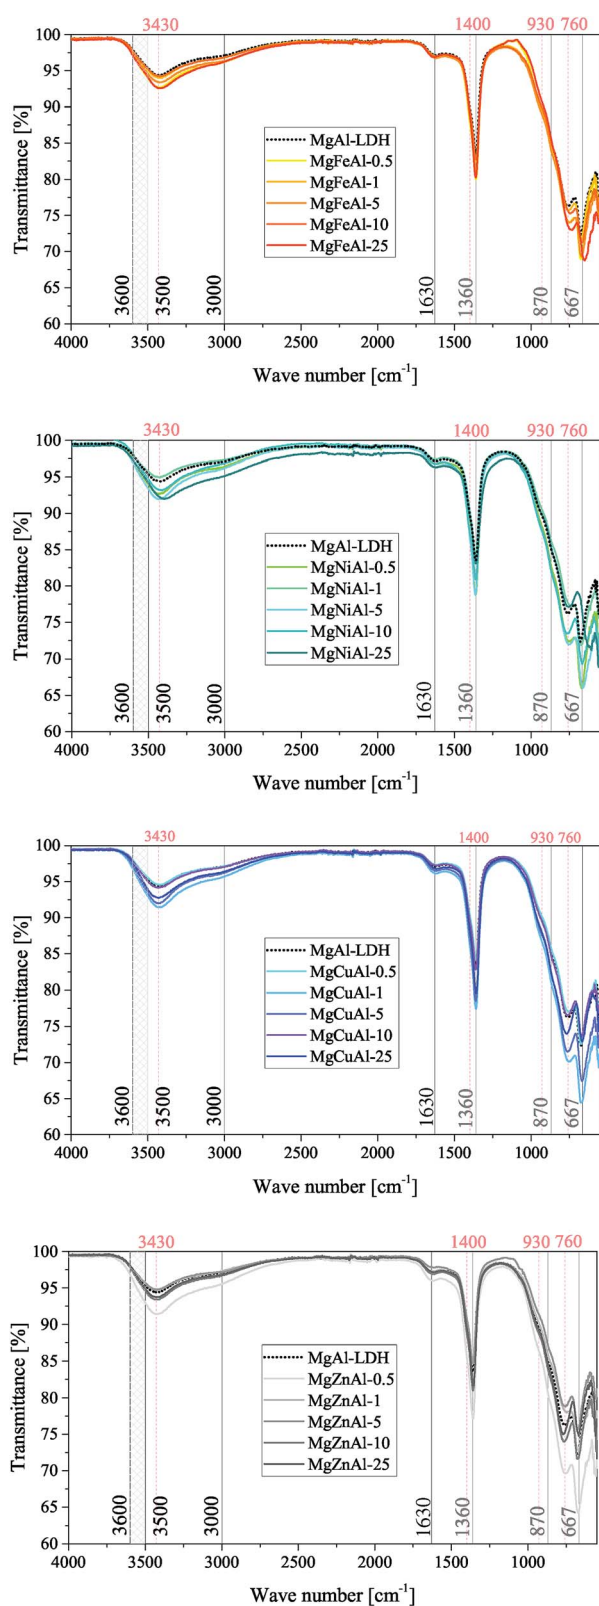 3430 1400 930 760
100
95
90
85
80
75
70
65
60
Transmittance [%]
MgAl-LDH
MgFeAl-0.5
MgFeAl-1
MgFeAl-5
MgFeAl-10
MgFeAl-25
3600 3500 3000 1630 1360 870 667
4000 3500 3000 2500 2000 1500 1000
Wave number [cm⁻¹]
3430 1400 930 760
100
95
90
85
80
75
70
65
60
Transmittance [%]
MgAl-LDH
MgNiAl-0.5
MgNiAl-1
MgNiAl-5
MgNiAl-10
MgNiAl-25
3600 3500 3000 1630 1360 870 667
4000 3500 3000 2500 2000 1500 1000
Wave number [cm⁻¹]
3430 1400 930 760
100
95
90
85
80
75
70
65
60
Transmittance [%]
MgAl-LDH
MgCuAl-0.5
MgCuAl-1
MgCuAl-5
MgCuAl-10
MgCuAl-25
3600 3500 3000 1630 1360 870 667
4000 3500 3000 2500 2000 1500 1000
Wave number [cm⁻¹]
3430 1400 930 760
100
95
90
85
80
75
70
65
60
Transmittance [%]
MgAl-LDH
MgZnAl-0.5
MgZnAl-1
MgZnAl-5
MgZnAl-10
MgZnAl-25
3600 3500 3000 1630 1360 870 667
4000 3500 3000 2500 2000 1500 1000
Wave number [cm⁻¹]